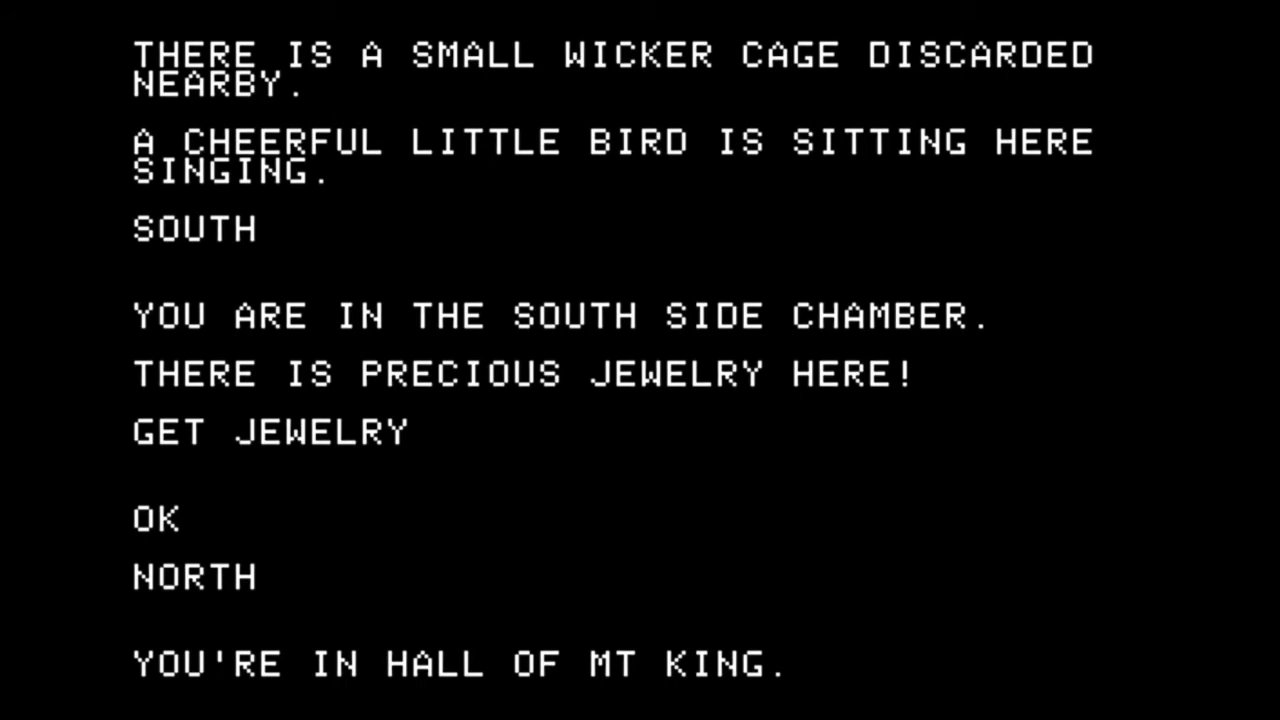 THERE IS A SMALL WICKER CAGE DISCARDED
NEARBY.
A CHEERFUL LITTLE BIRD IS SITTING HERE
SINGING.
SOUTH
YOU ARE IN THE SOUTH SIDE CHAMBER.
THERE IS PRECIOUS JEWELRY HERE!
GET JEWELRY
OK
NORTH
YOU'RE IN HALL OF MT KING.